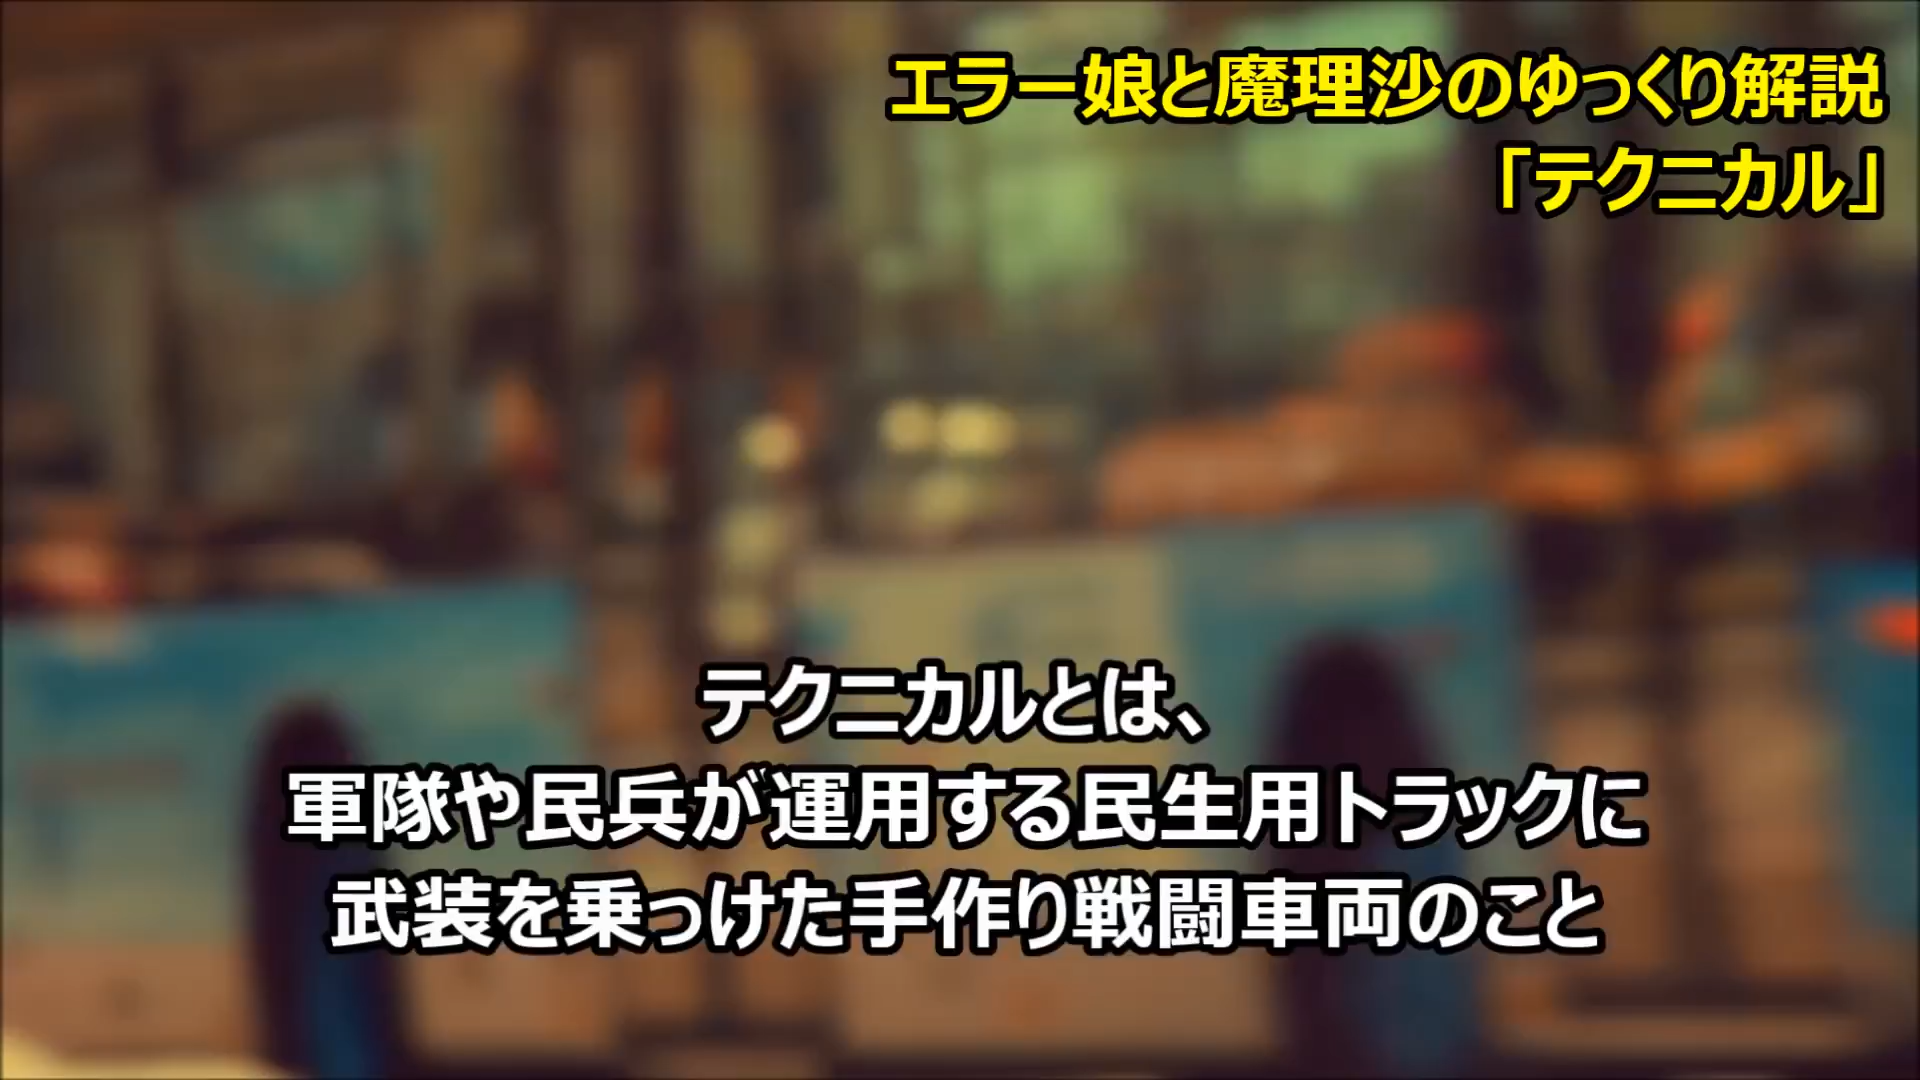 エラー娘と魔理沙のゆっくり解説
「テクニカル」
テクニカルとは、
軍隊や民兵が運用する民生用トラックに
武装を乗っけた手作り戦闘車両のこと